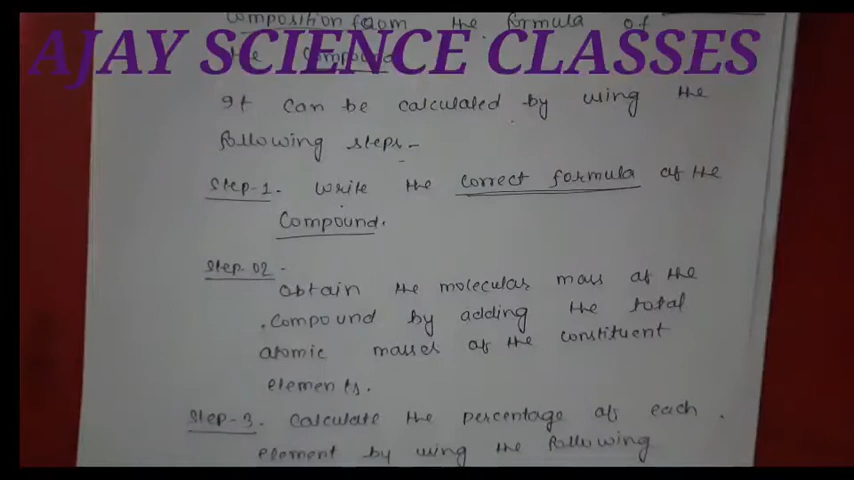 composition from the formula of
AJAY SCIENCE CLASSES
the compound
It can be calculated by using the
following steps-
Step-1. write the correct formula of the
compound.
Step 02 -
obtain the molecular mass of the
compound by adding the total
atomic masses of the constituent
elements.
Step-3. calculate the percentage of each
element by using the following